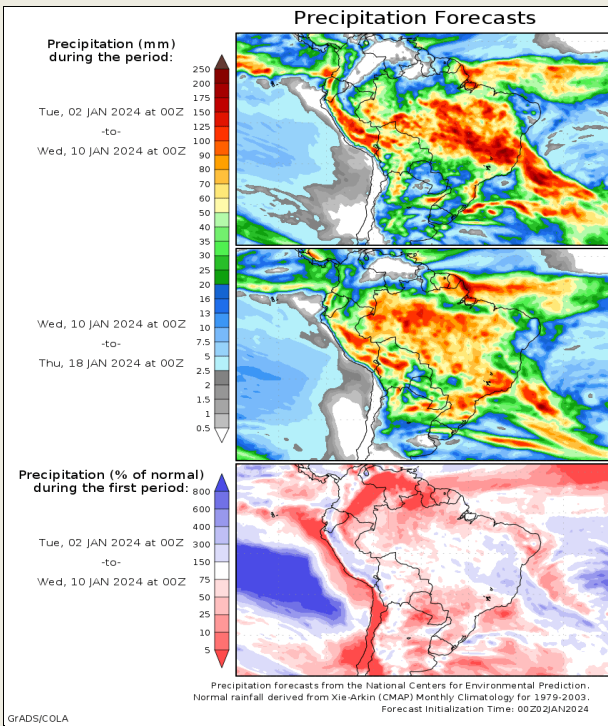 Precipitation Forecasts
Precipitation (mm)
during the period:
Tue, 02 JAN 2024 at 00Z
-to-
Wed, 10 JAN 2024 at 00Z
250
200
175
150
125
100
90
80
70
60
50
40
35
30
25
20
16
13
10
7.5
5
2.5
2
1.5
1
0.5
Wed, 10 JAN 2024 at 00Z
-to-
Thu, 18 JAN 2024 at 00Z
Precipitation (% of normal)
during the first period:
Tue, 02 JAN 2024 at 00Z
-to-
Wed, 10 JAN 2024 at 00Z
800
600
400
300
150
75
50
25
10
5
Precipitation forecasts from the National Centers for Environmental Prediction.
Normal rainfall derived from Xie-Arkin (CMAP) Monthly Climatology for 1979-2003.
Forecast Initialization Time: 00Z02JAN2024
GrADS/COLA